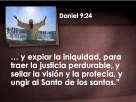 Daniel 9:24
… y expiar la iniquidad, para
traer la justicia perdurable, y
sellar la visión y la profecía, y
ungir al Santo de los santos."